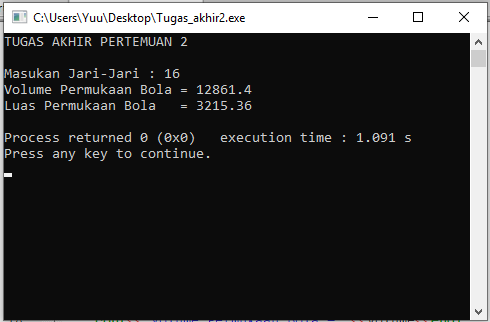 C:\Users\Yuu\Desktop\Tugas_akhir2.exe
TUGAS AKHIR PERTEMUAN 2
Masukan Jari-Jari : 16
Volume Permukaan Bola = 12861.4
Luas Permukaan Bola   = 3215.36
Process returned 0 (0x0)   execution time : 1.091 s
Press any key to continue.